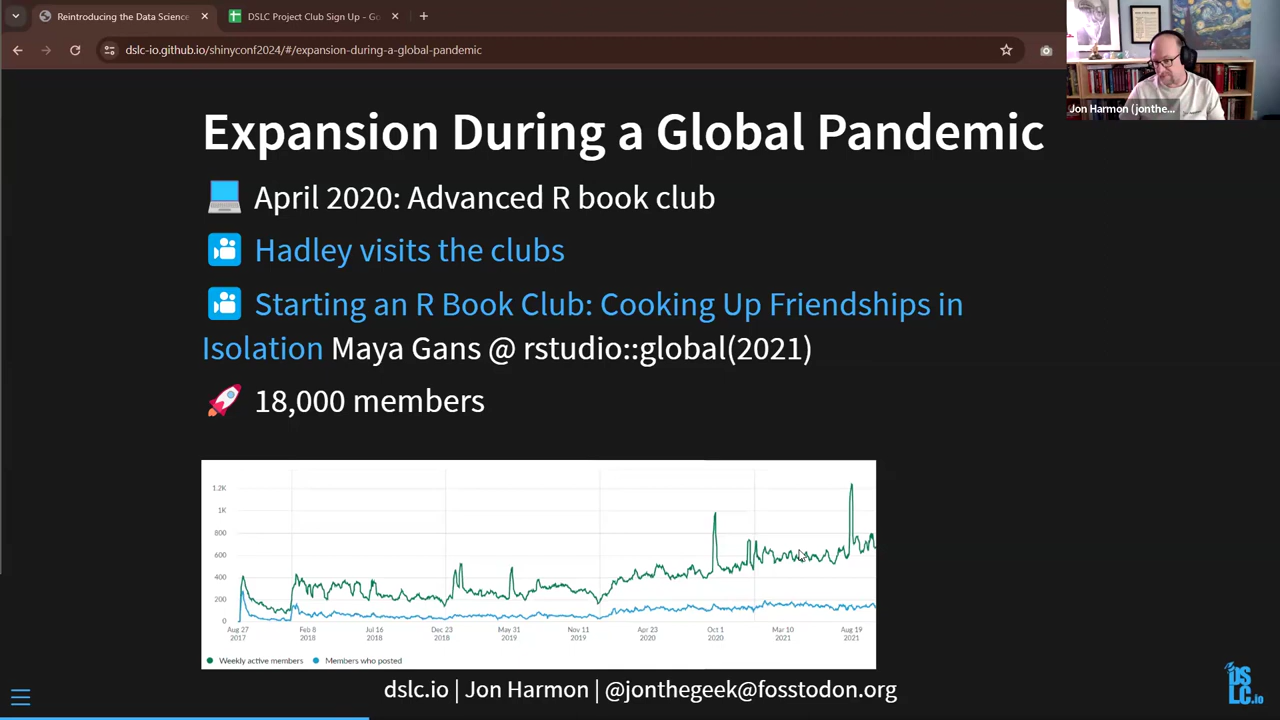 Reintroducing the Data Science
DSLC Project Club Sign Up - Go
dslc-io.github.io/shinyconf2024/#/expansion-during-a-global-pandemic
Jon Harmon (jonthe...
Expansion During a Global Pandemic
April 2020: Advanced R book club
Hadley visits the clubs
Starting an R Book Club: Cooking Up Friendships in
Isolation Maya Gans @ rstudio::global(2021)
18,000 members
1.2K
1K
800
600
400
200
0
Aug 27 Feb 8 Jul 16 Dec 23 May 31 Nov 11 Apr 23 Oct 1 Mar 10 Aug 19
2017 2018 2018 2018 2019 2019 2020 2020 2021 2021
Weekly active members Members who posted
dslc.io | Jon Harmon | @jonthegeek@fosstodon.org
DS
LC.io